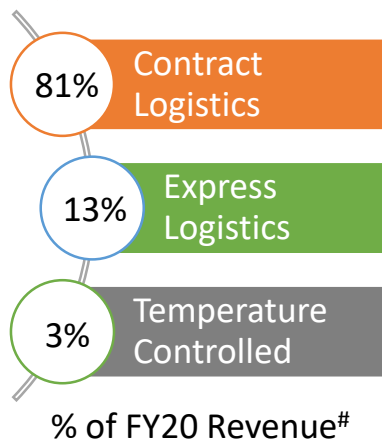 81%
Contract
Logistics
13%
Express
Logistics
3%
Temperature
Controlled
% of FY20 Revenue#